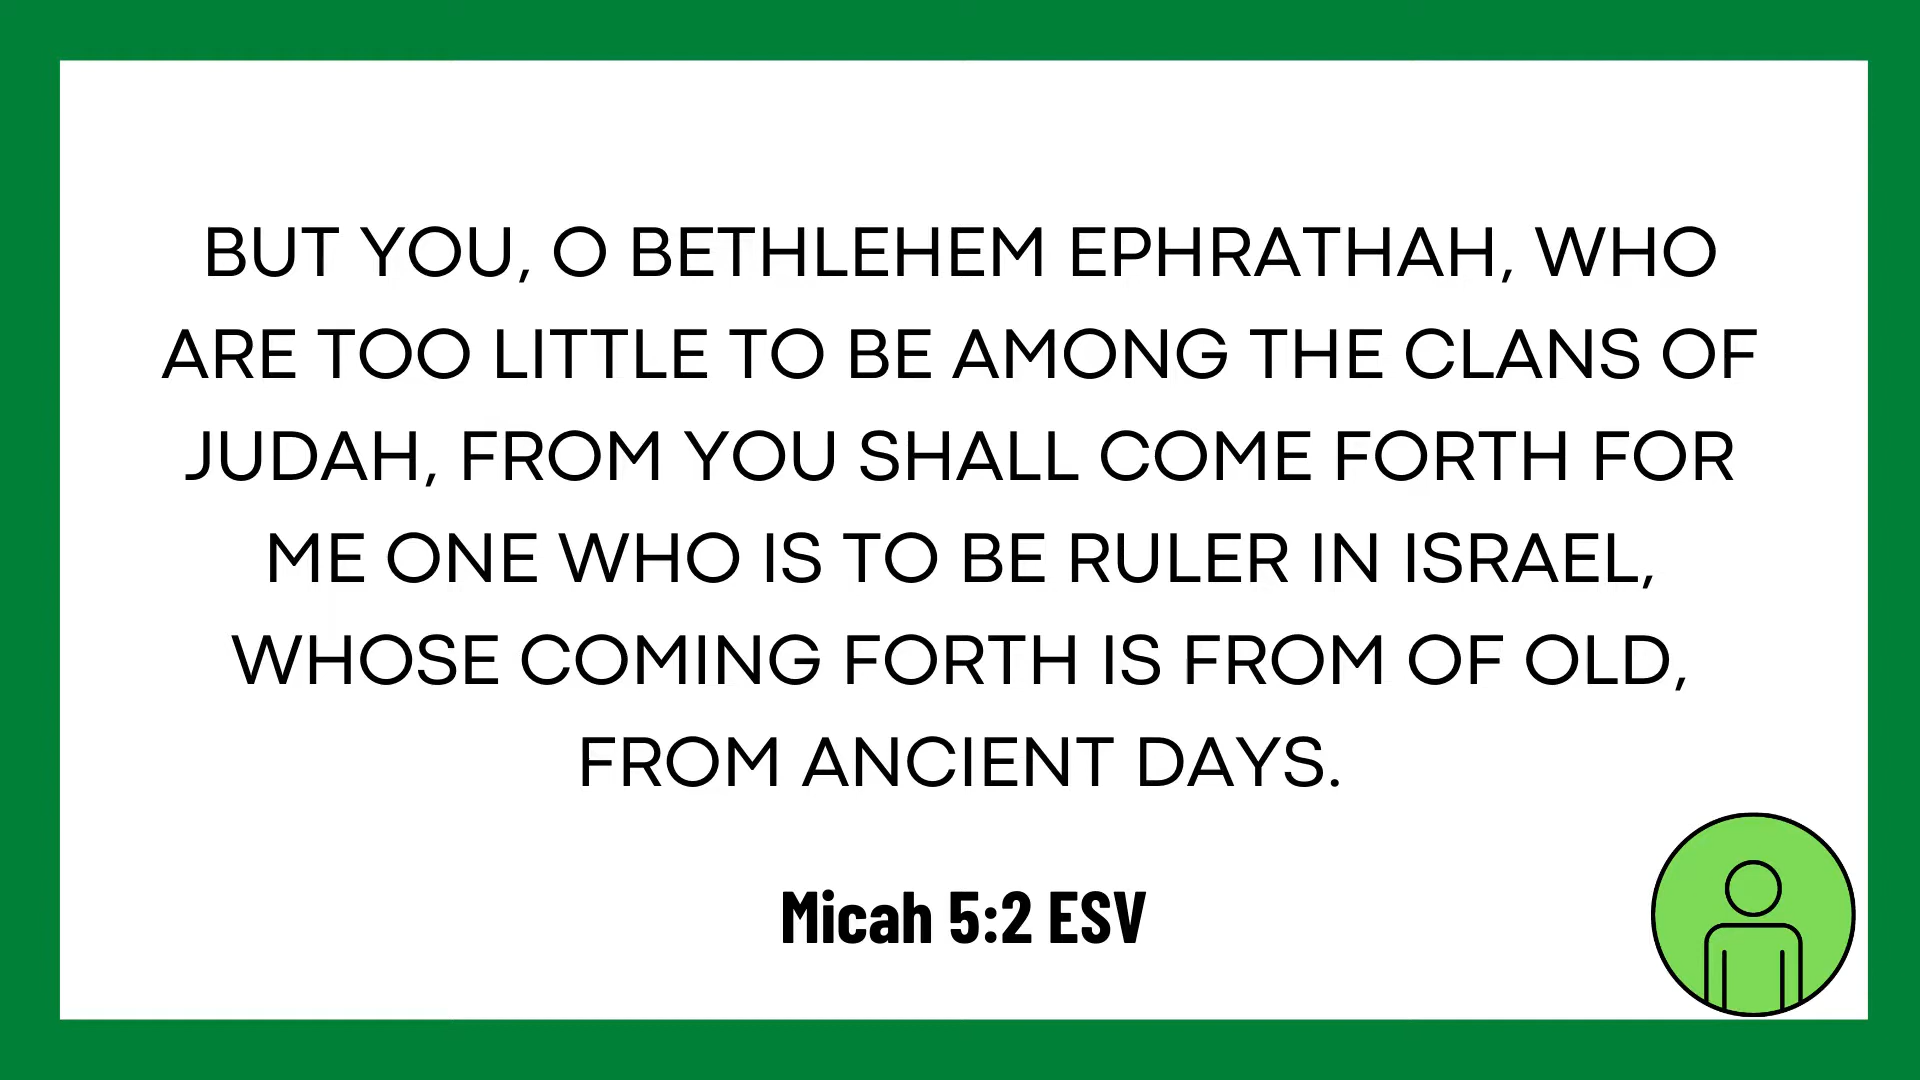 BUT YOU, O BETHLEHEM EPHRATHAH, WHO
ARE TOO LITTLE TO BE AMONG THE CLANS OF
JUDAH, FROM YOU SHALL COME FORTH FOR
ME ONE WHO IS TO BE RULER IN ISRAEL,
WHOSE COMING FORTH IS FROM OF OLD,
FROM ANCIENT DAYS.
Micah 5:2 ESV